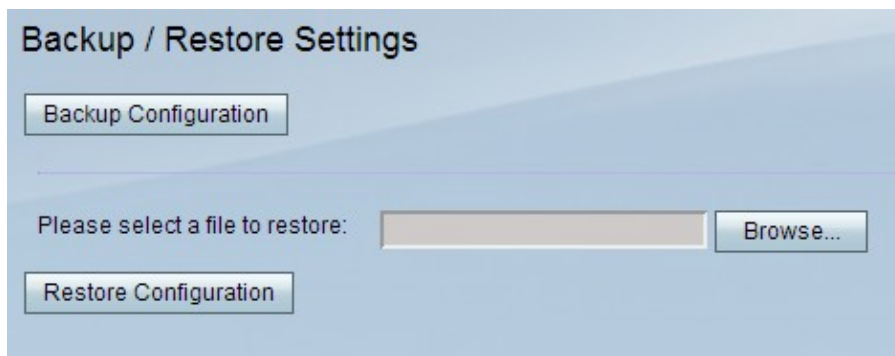 Backup / Restore Settings
Backup Configuration
Please select a file to restore:
Browse...
Restore Configuration